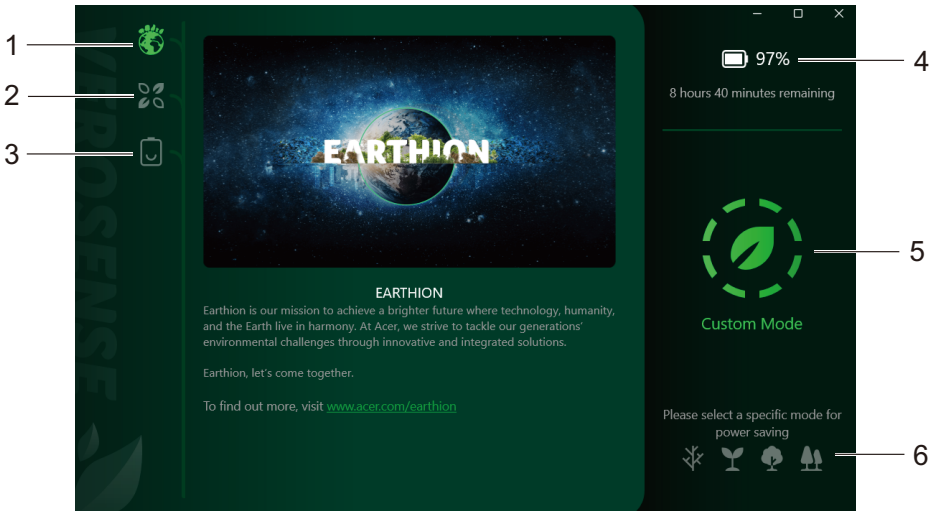 1
2
3
VEROSENSE
EARTHION
EARTHION
Earthion is our mission to achieve a brighter future where technology, humanity,
and the Earth live in harmony. At Acer, we strive to tackle our generations'
environmental challenges through innovative and integrated solutions.
Earthion, let's come together.
To find out more, visit www.acer.com/earthion
97%
4
8 hours 40 minutes remaining
5
Custom Mode
Please select a specific mode for
power saving
6